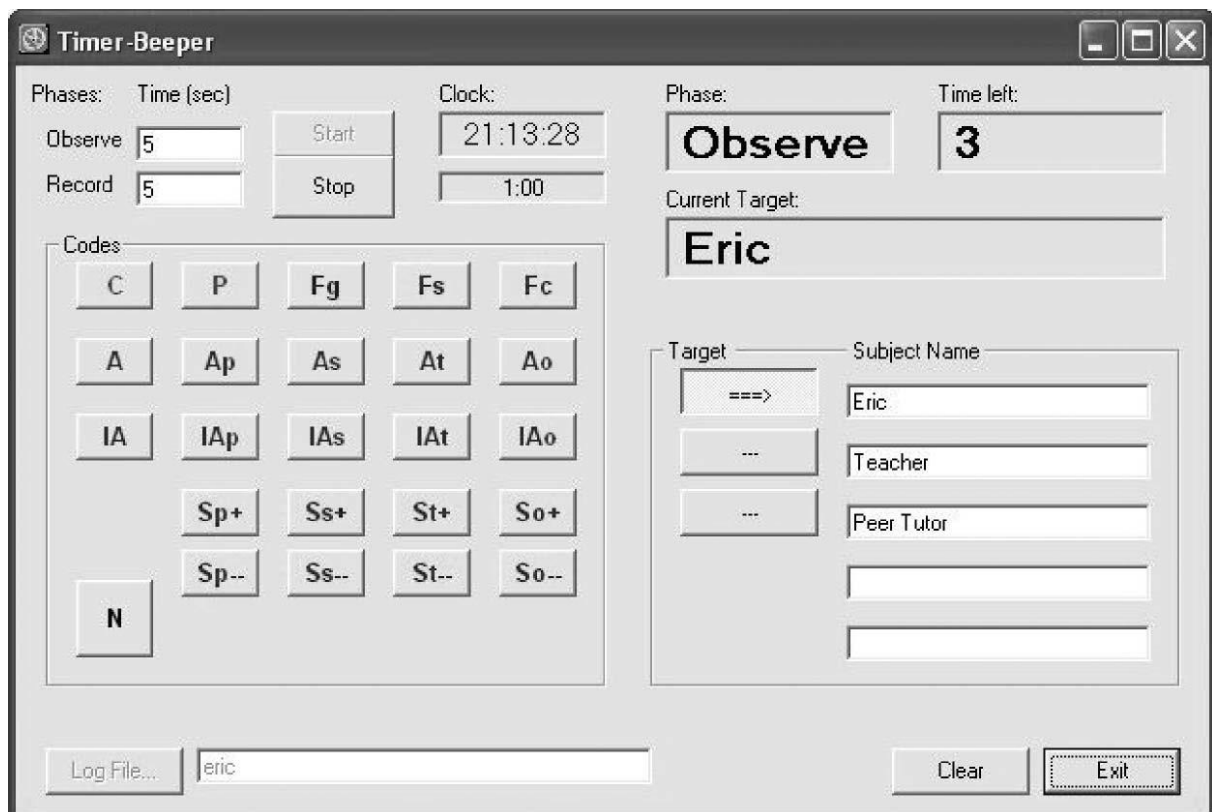 Timer-Beeper
Phases: Time (sec) Clock: Phase: Time left:
Observe 5 Start 21:13:28 Observe 3
Record 5 Stop 1:00
Current Target:
Eric
Codes
C P Fg Fs Fc
A Ap As At Ao
IA IAp IAs IAt IAo
Sp+ Ss+ St+ So+
Sp-- Ss-- St-- So--
N
Target Subject Name
===> Eric
--- Teacher
--- Peer Tutor
Log File... eric Clear Exit